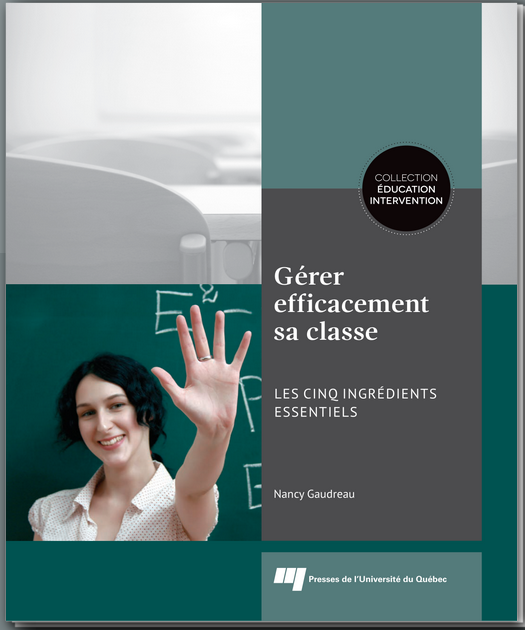 COLLECTION
ÉDUCATION
INTERVENTION
Gérer
efficacement
sa classe
LES CINQ INGRÉDIENTS
ESSENTIELS
Nancy Gaudreau
Presses de l'Université du Québec